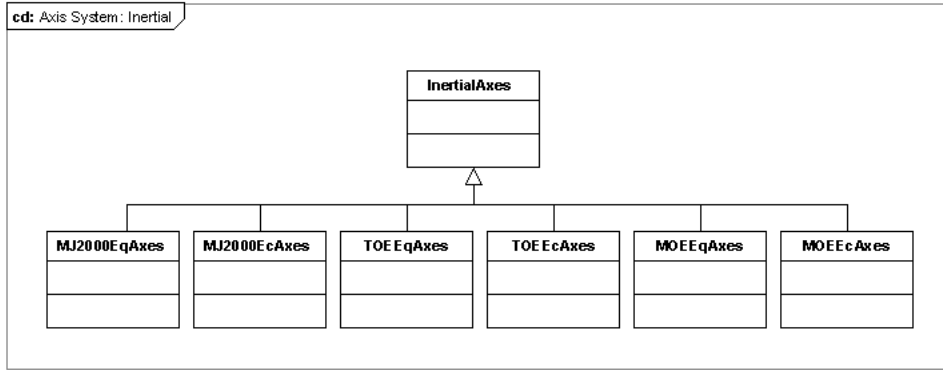 cd: Axis System: Inertial
InertialAxes
MJ2000EqAxes
MJ2000EcAxes
TOEEqAxes
TOEEcAxes
MOEEqAxes
MOEEcAxes